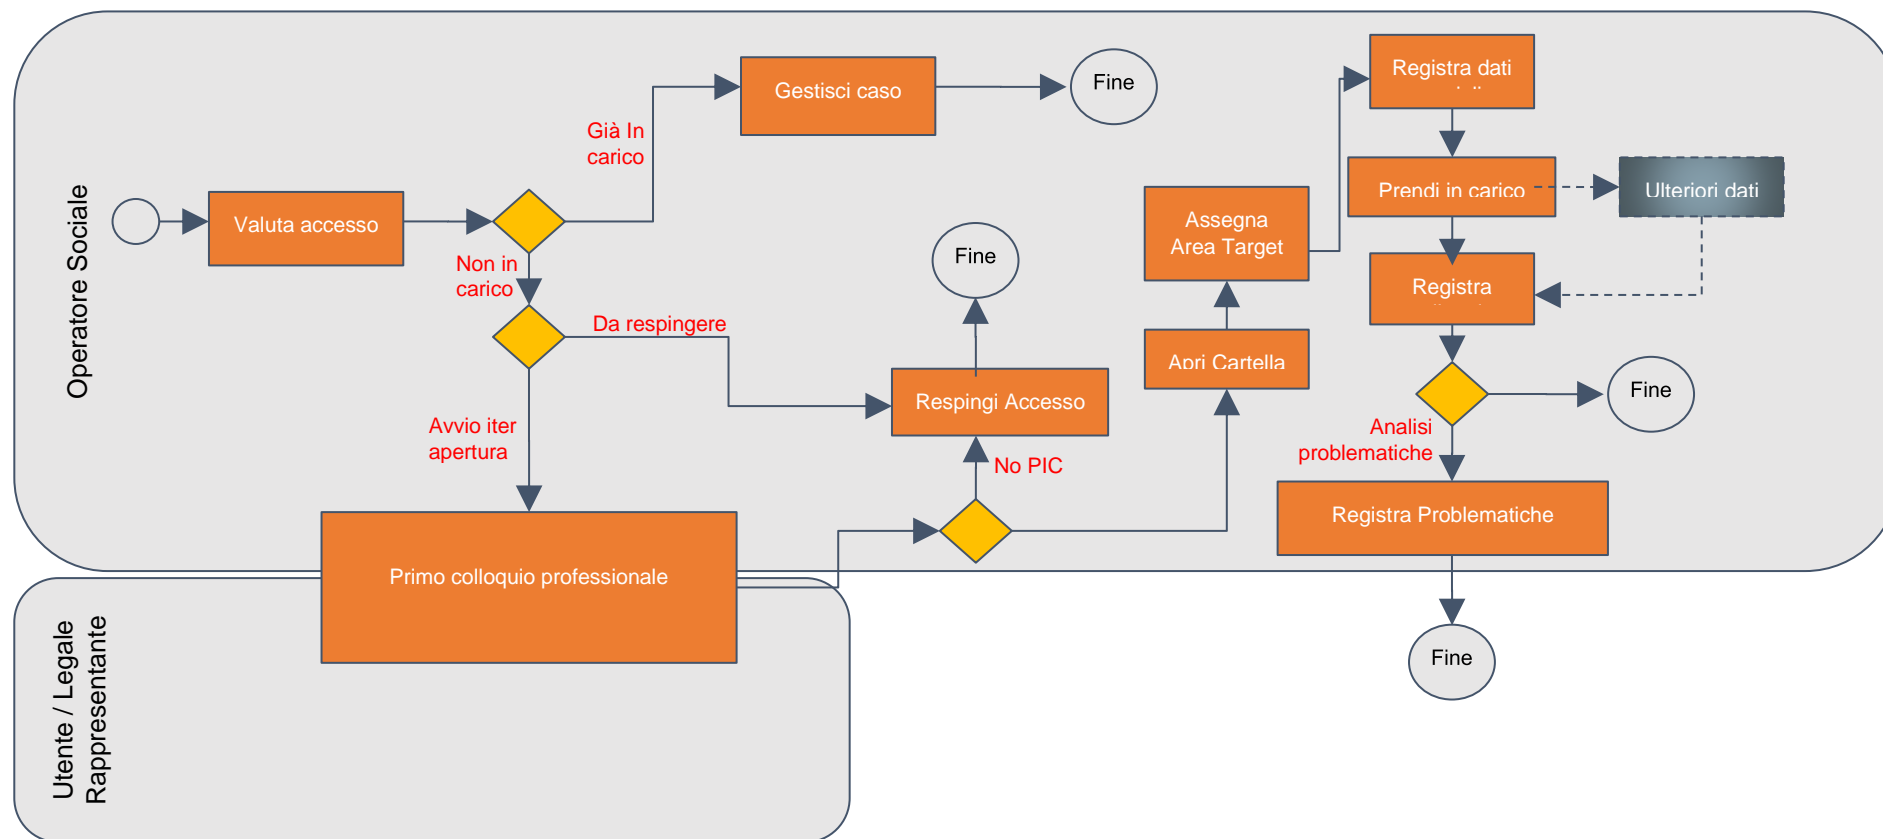 Operatore Sociale
Valuta accesso
Già In
carico
Gestisci caso
Fine
Non in
carico
Da respingere
Avvio iter
apertura
Fine
Respingi Accesso
No PIC
Primo colloquio professionale
Apri Cartella
Assegna
Area Target
Registra dati
Prendi in carico
Ulteriori dati
Registra
Fine
Analisi
problematiche
Registra Problematiche
Fine
Utente / Legale
Rappresentante